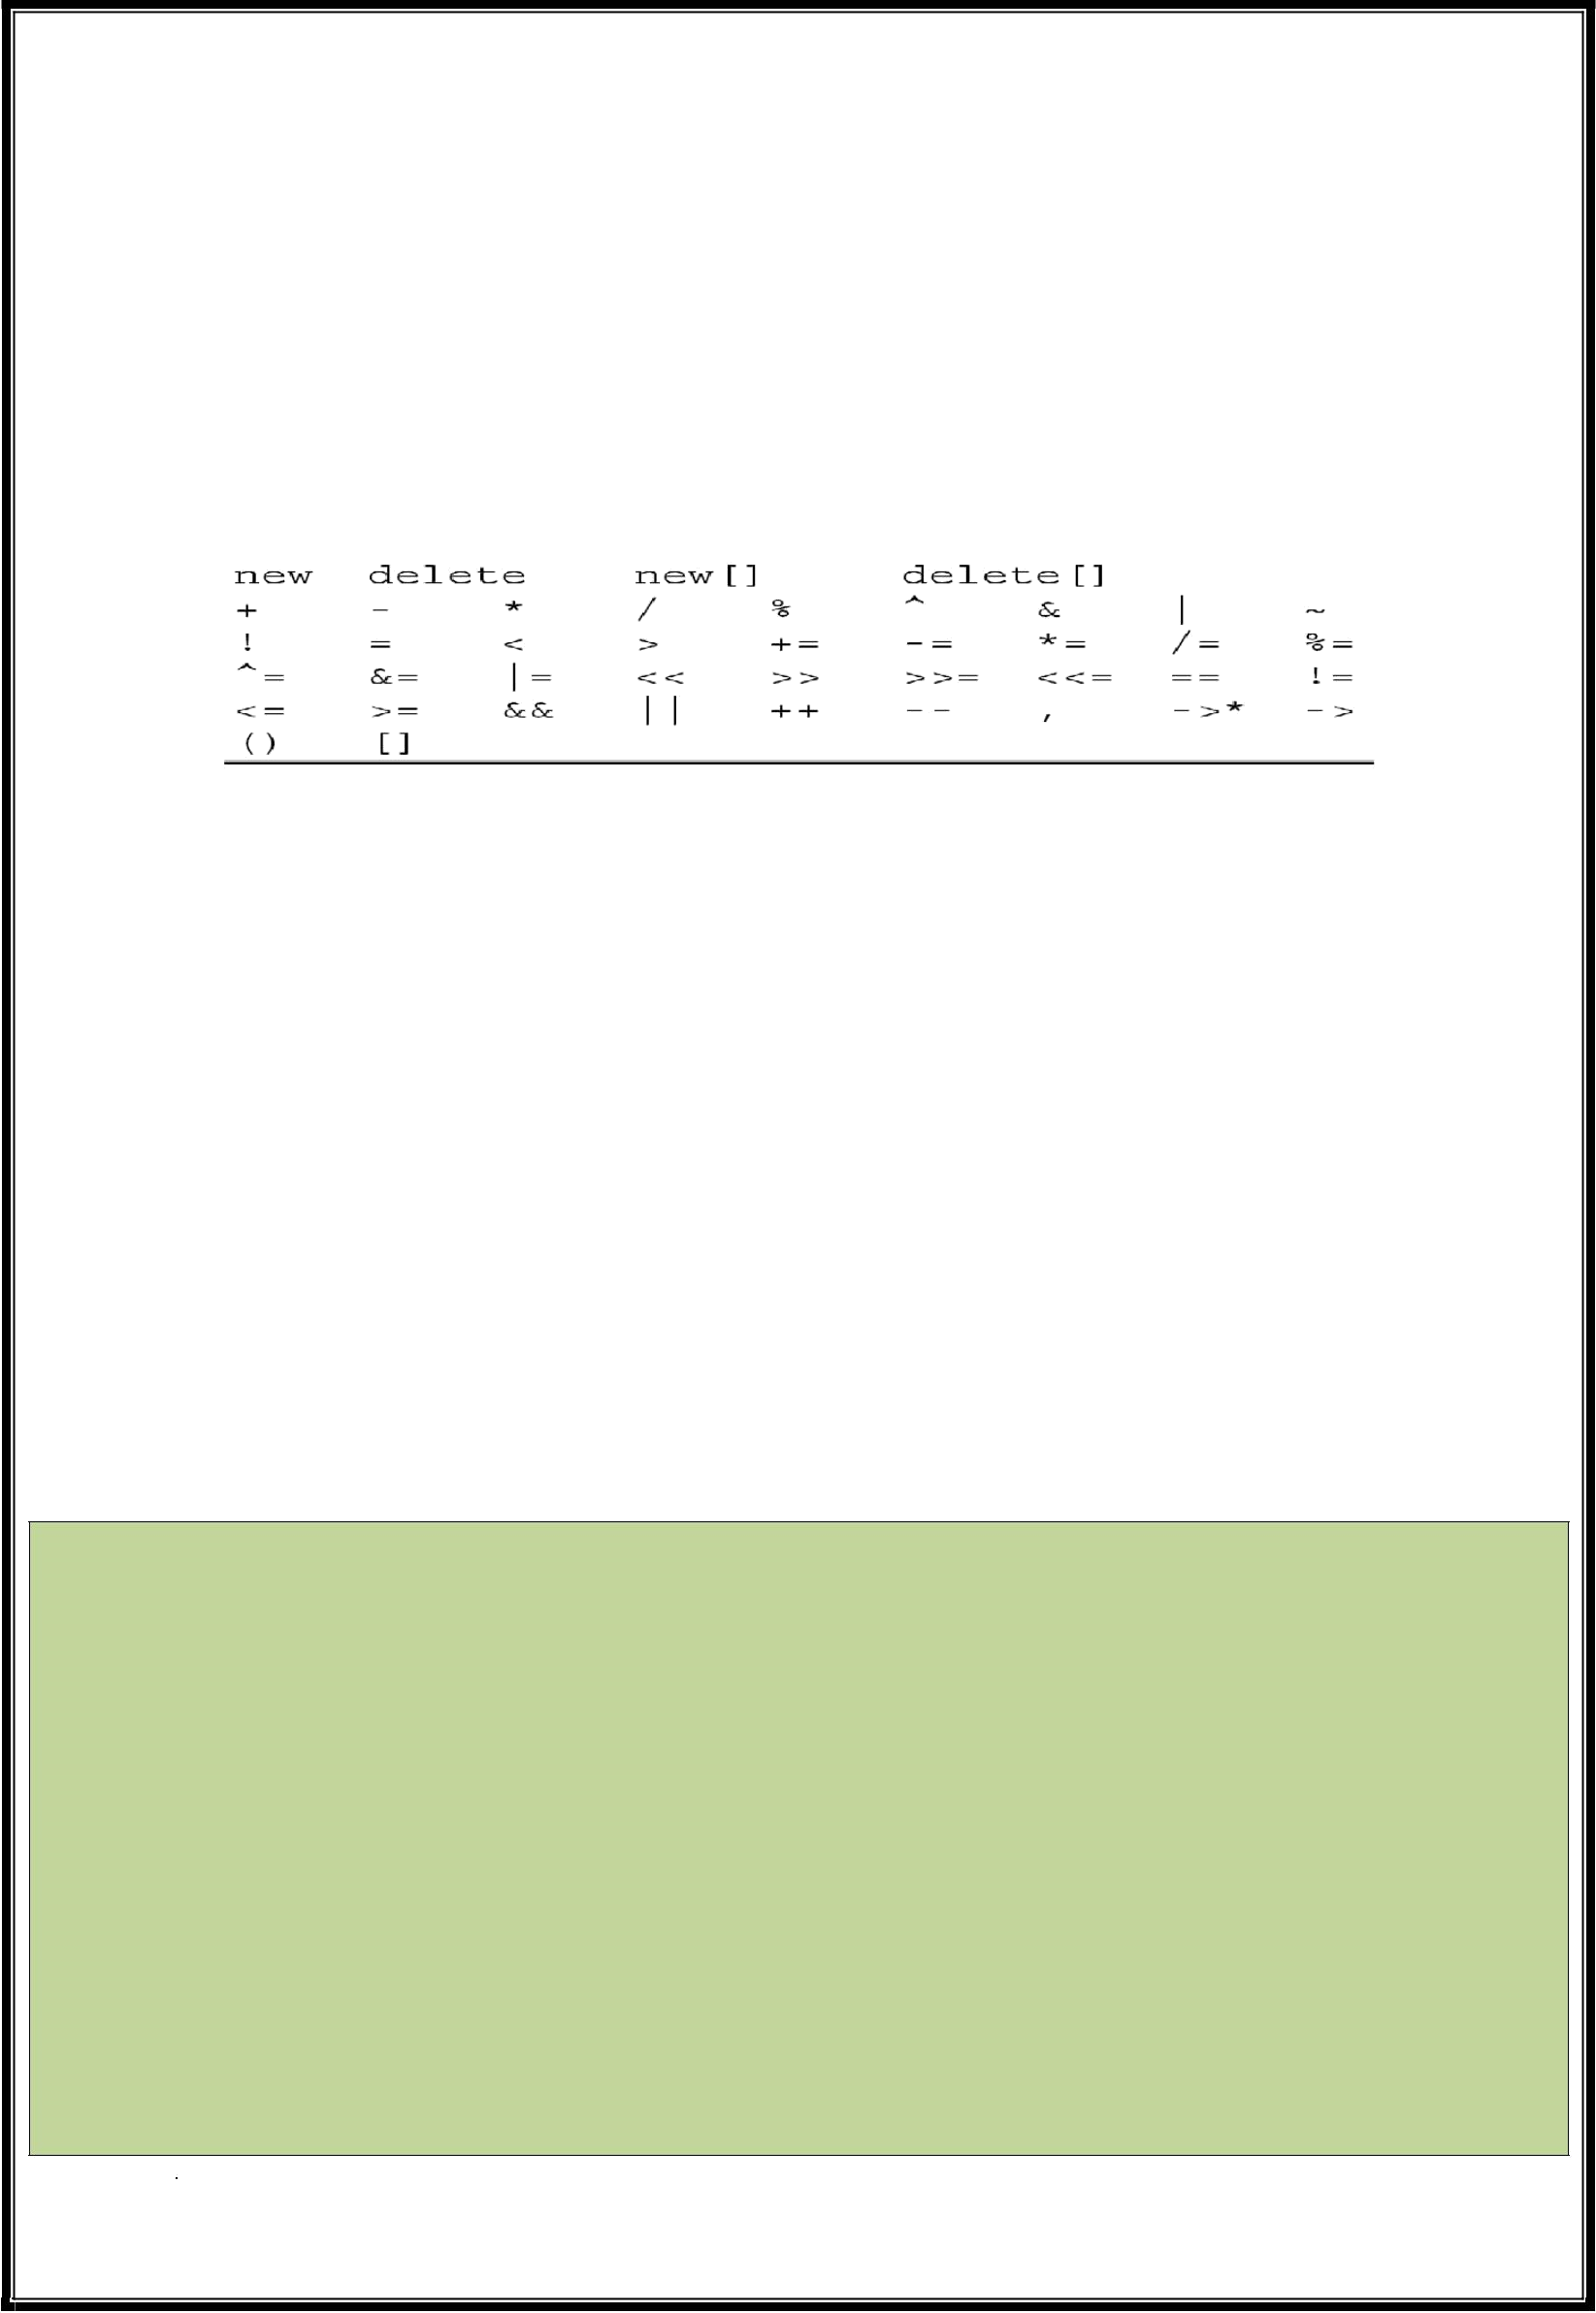 new delete new[] delete[]
+ - * / % ^ & | ~
! = < > += -= *= /= %=
^= &= |= << >> >>= <<= == !=
<= >= && || ++ -- , ->* ->
() []
.